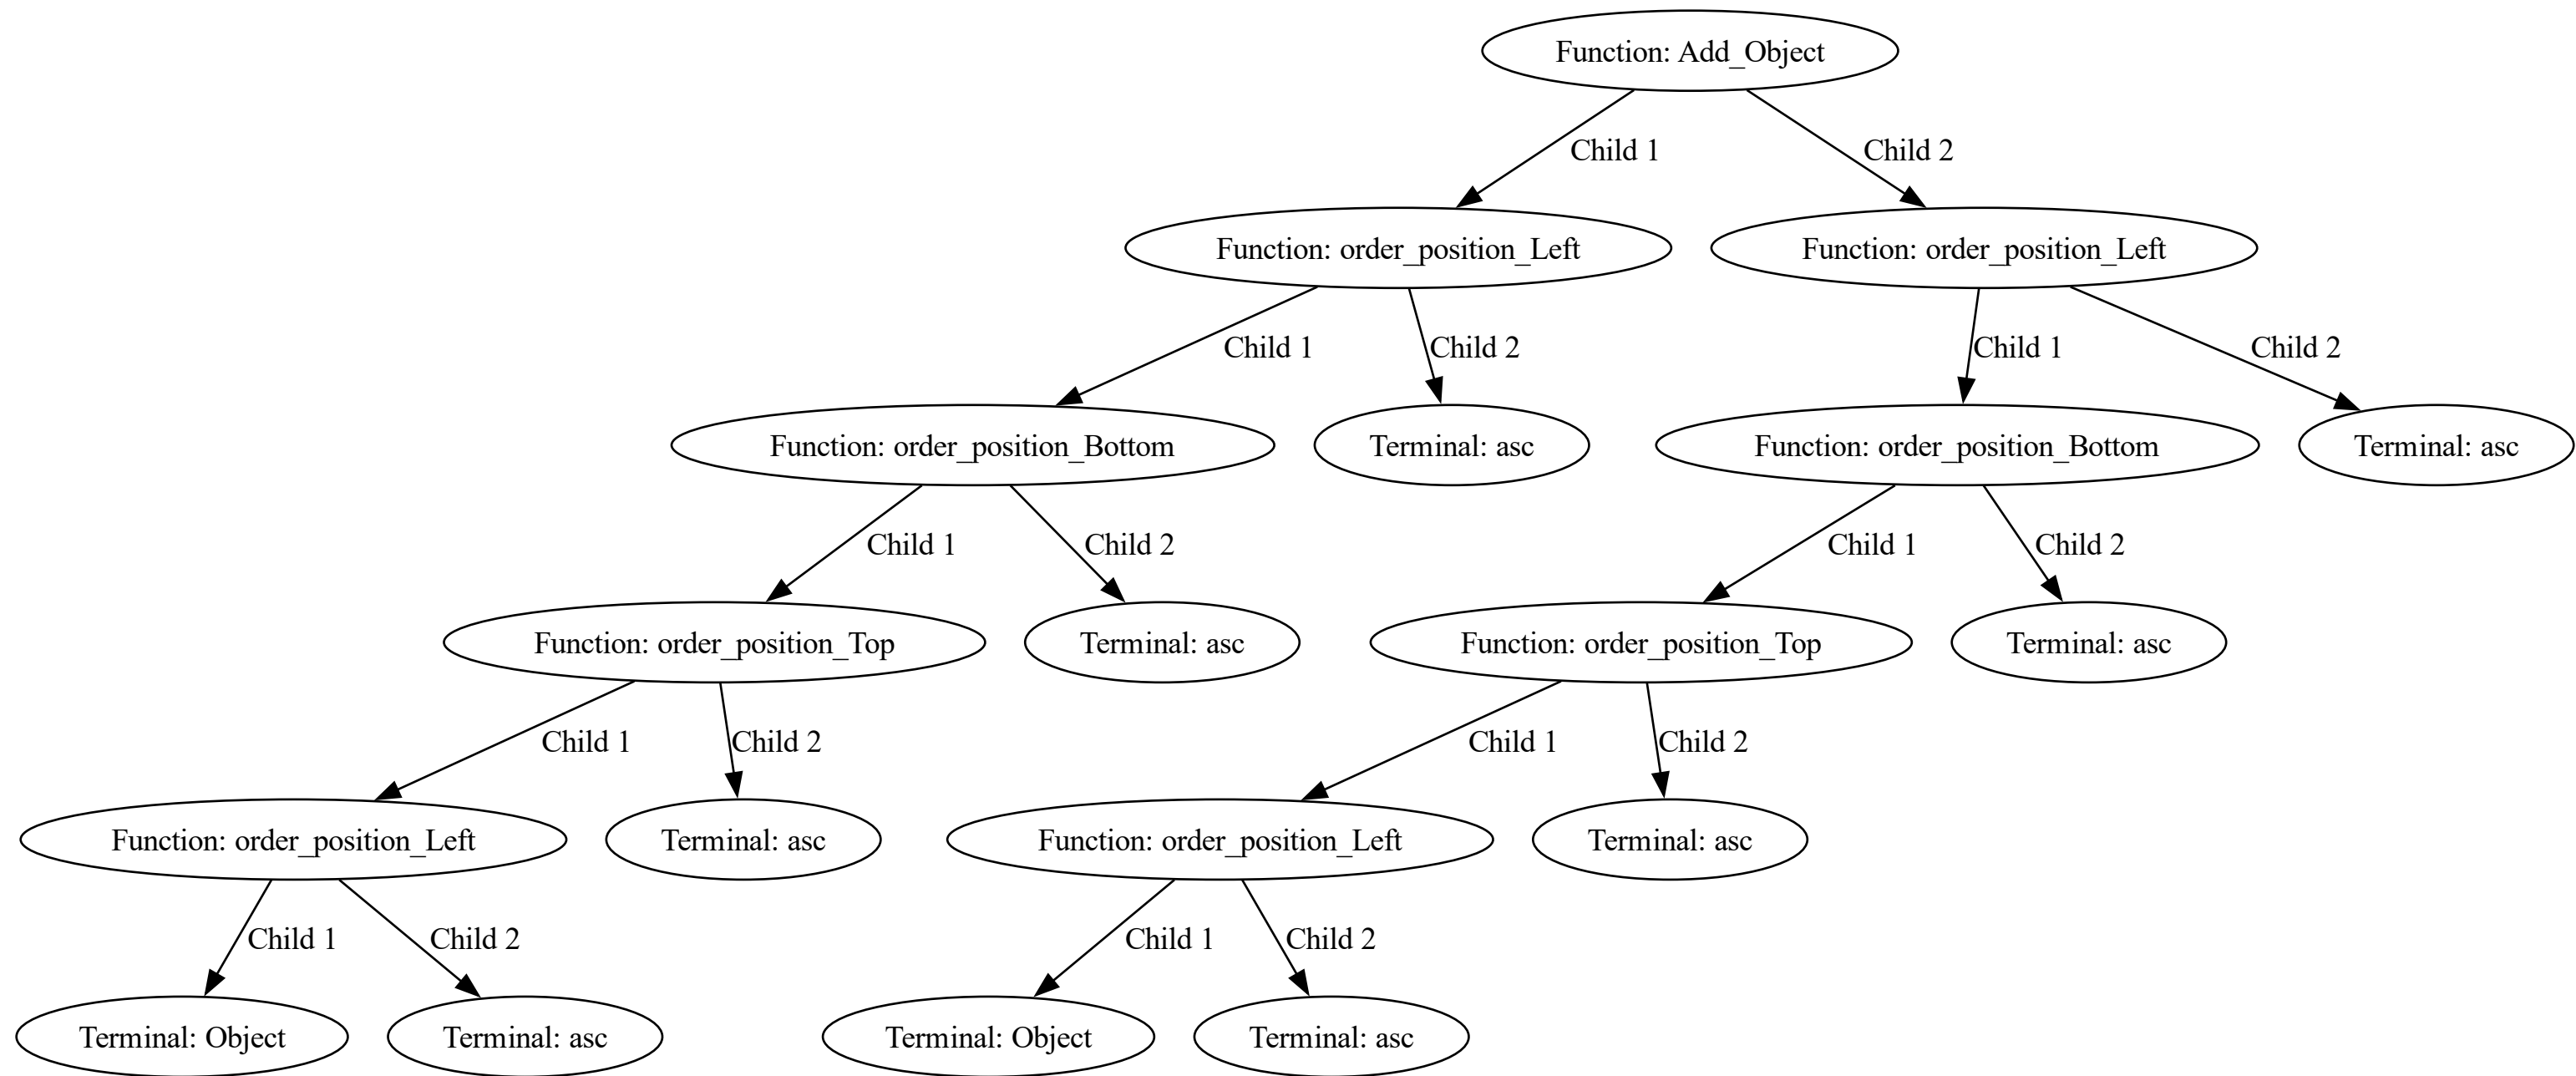 Function: Add_Object
Child 1
Child 2
Function: order_position_Left
Function: order_position_Left
Child 1
Child 2
Child 1
Child 2
Function: order_position_Bottom
Terminal: asc
Function: order_position_Bottom
Terminal: asc
Child 1
Child 2
Child 1
Child 2
Function: order_position_Top
Terminal: asc
Function: order_position_Top
Terminal: asc
Child 1
Child 2
Child 1
Child 2
Function: order_position_Left
Terminal: asc
Function: order_position_Left
Terminal: asc
Child 1
Child 2
Child 1
Child 2
Terminal: Object
Terminal: asc
Terminal: Object
Terminal: asc